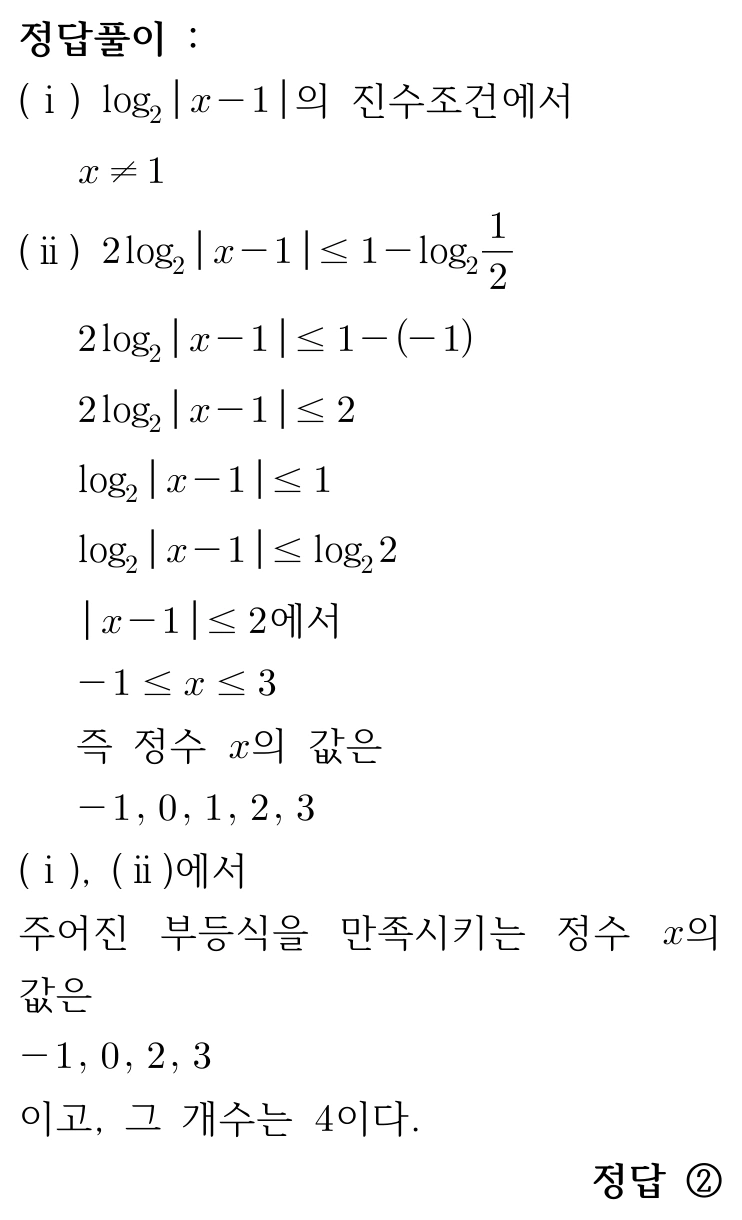 정답풀이 :
(ⅰ) log₂|x-1|의 진수조건에서
x≠1
(ⅱ) 2log₂|x-1|≤1-log₂\frac{1}{2}
2log₂|x-1|≤1-(-1)
2log₂|x-1|≤2
log₂|x-1|≤1
log₂|x-1|≤log₂2
|x-1|≤2에서
-1≤x≤3
즉 정수 x의 값은
-1, 0, 1, 2, 3
(ⅰ), (ⅱ)에서
주어진 부등식을 만족시키는 정수 x의
값은
-1, 0, 2, 3
이고, 그 개수는 4이다.
정답 ②